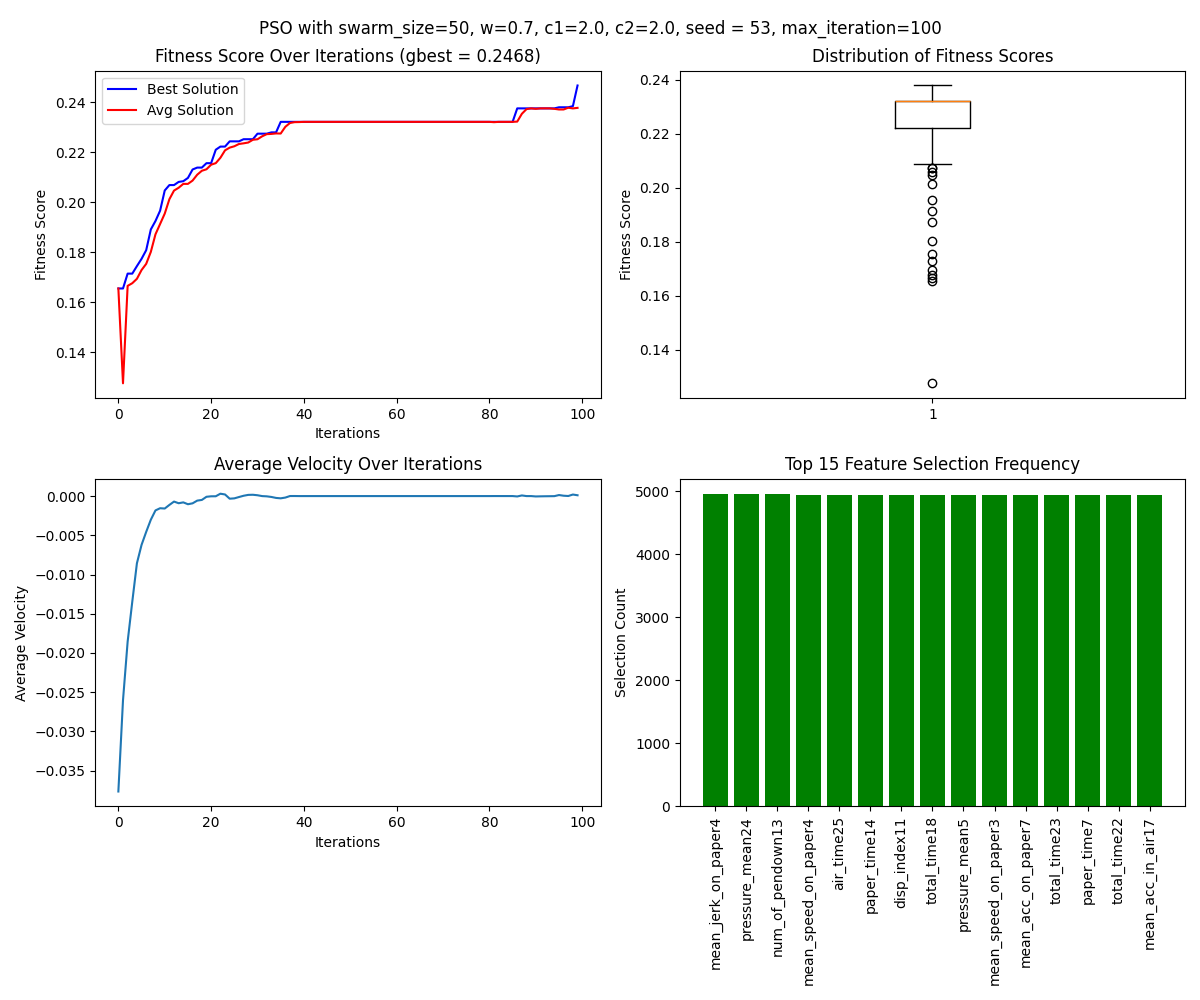 PSO with swarm_size=50, w=0.7, c1=2.0, c2=2.0, seed = 53, max_iteration=100
Fitness Score Over Iterations (gbest = 0.2468)
Best Solution
Avg Solution
Fitness Score
0.24
0.22
0.20
0.18
0.16
0.14
0 20 40 60 80 100
Iterations
Distribution of Fitness Scores
Fitness Score
0.24
0.22
0.20
0.18
0.16
0.14
1
Average Velocity Over Iterations
Average Velocity
0.000
−0.005
−0.010
−0.015
−0.020
−0.025
−0.030
−0.035
0 20 40 60 80 100
Iterations
Top 15 Feature Selection Frequency
Selection Count
5000
4000
3000
2000
1000
0
mean_jerk_on_paper4
pressure_mean24
num_of_pendown13
mean_speed_on_paper4
air_time25
paper_time14
disp_index11
total_time18
pressure_mean5
mean_speed_on_paper3
mean_acc_on_paper7
total_time23
paper_time7
total_time22
mean_acc_in_air17